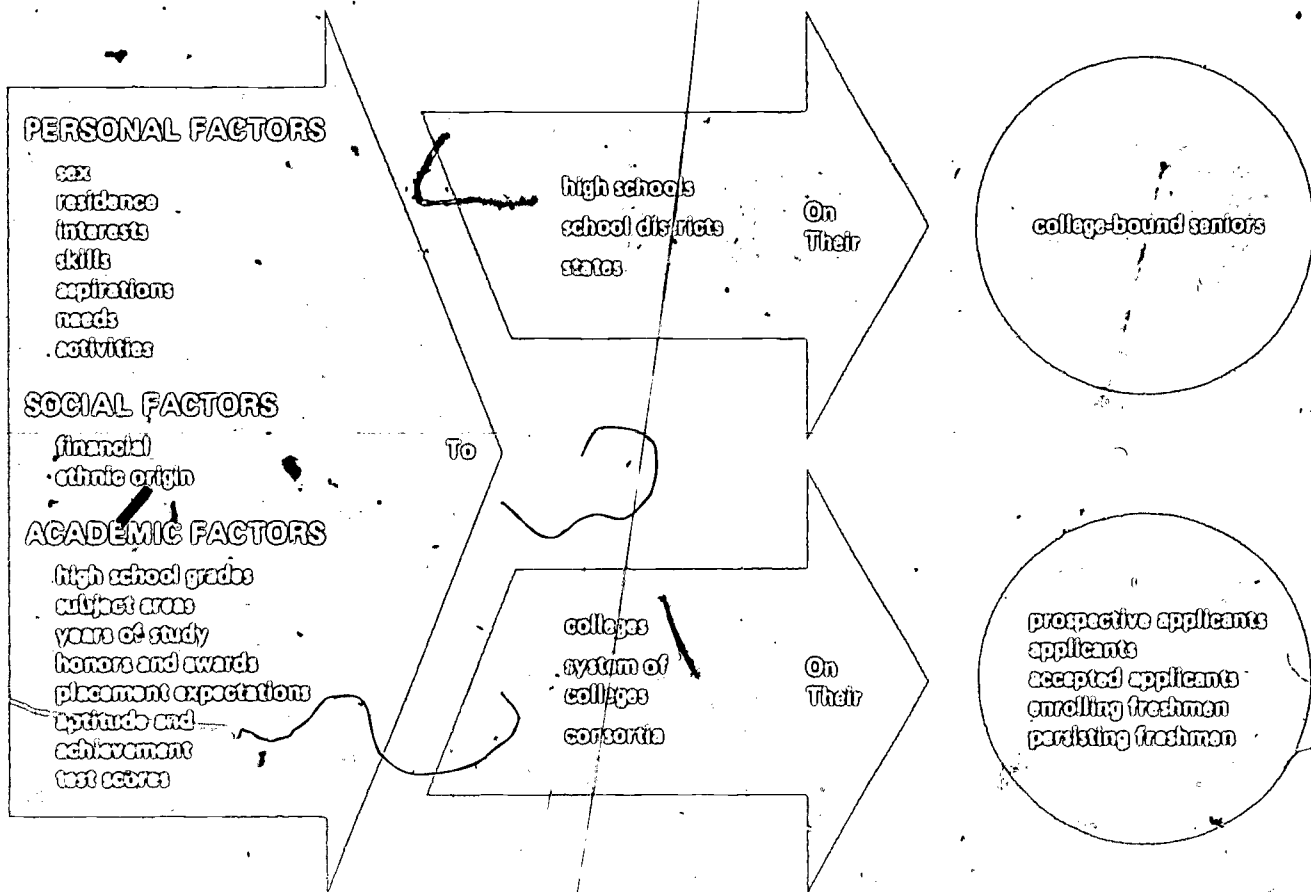 PERSONAL FACTORS
sex
residence
interests
skills
aspirations
needs
activities
SOCIAL FACTORS
financial
ethnic origin
ACADEMIC FACTORS
high school grades
subject areas
years of study
honors and awards
placement expectations
aptitude and
achievement
test scores
To
high schools
school districts
states
On
Their
college-bound seniors
colleges
system of
colleges
consortia
On
Their
prospective applicants
applicants
accepted applicants
enrolling freshmen
persisting freshmen